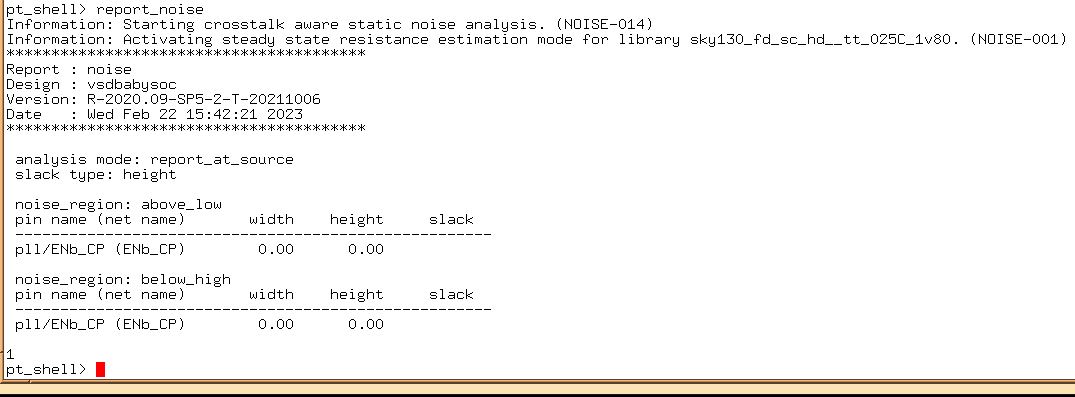 pt_shell> report_noise
Information: Starting crosstalk aware static noise analysis. (NOISE-014)
Information: Activating steady state resistance estimation mode for library sky130_fd_sc_hd__tt_025C_1v80. (NOISE-001)
****************************************
Report : noise
Design : vsdbabysoc
Version: R-2020.09-SP5-2-T-20211006
Date   : Wed Feb 22 15:42:21 2023
****************************************
analysis mode: report_at_source
slack type: height
noise_region: above_low
pin name (net name)       width    height     slack
-----------------------------------------------------
pll/ENb_CP (ENb_CP)        0.00      0.00
noise_region: below_high
pin name (net name)       width    height     slack
-----------------------------------------------------
pll/ENb_CP (ENb_CP)        0.00      0.00
1
pt_shell>